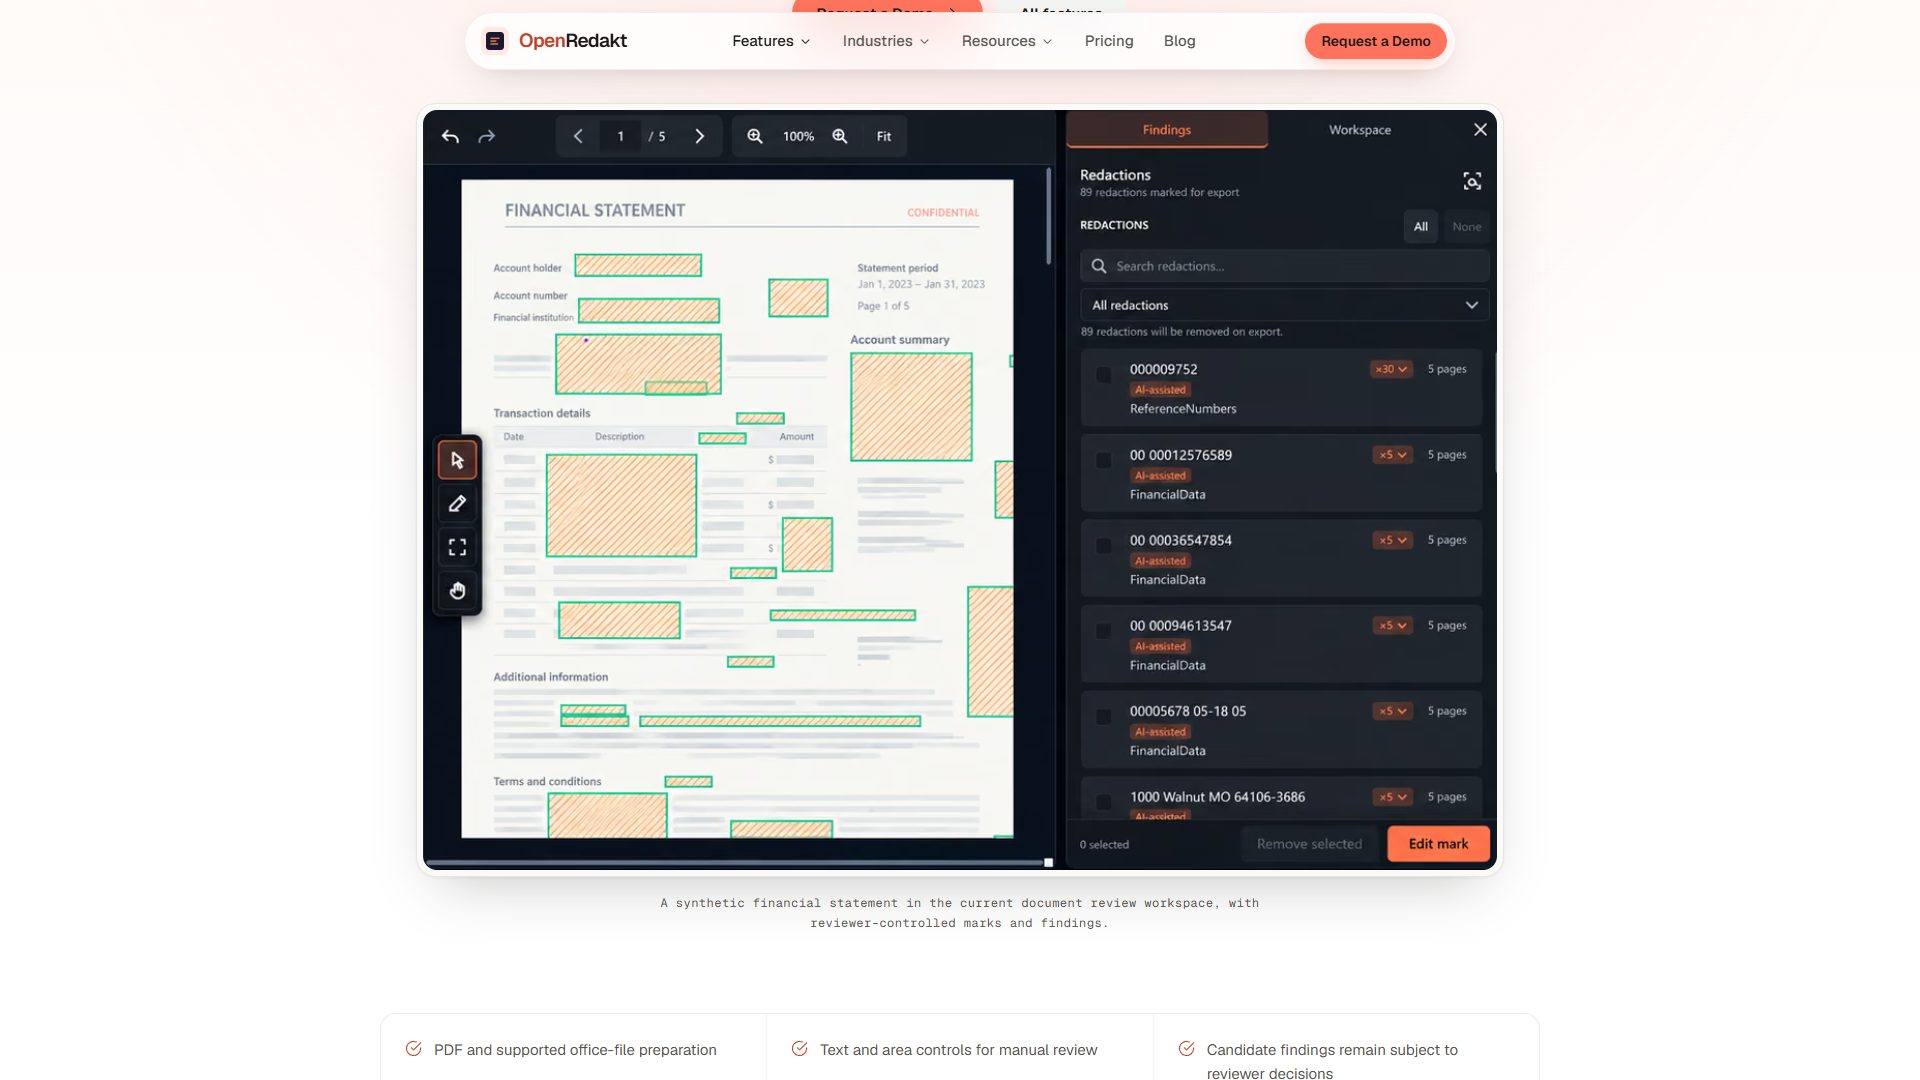 OpenRedakt
Features
Industries
Resources
Pricing
Blog
Request a Demo
1 / 5
100%
Fit
FINANCIAL STATEMENT
CONFIDENTIAL
Account holder
Account number
Financial institution
Statement period
Jan 1, 2023 – Jan 31, 2023
Page 1 of 5
Account summary
Transaction details
Date Description Amount
$
$
$
Additional information
Terms and conditions
Findings
Workspace
Redactions
89 redactions marked for export
REDACTIONS
All
None
Search redactions...
All redactions
89 redactions will be removed on export.
000009752
×30
5 pages
AI-assisted
ReferenceNumbers
00 00012576589
×5
5 pages
AI-assisted
FinancialData
00 00036547854
×5
5 pages
AI-assisted
FinancialData
00 00094613547
×5
5 pages
AI-assisted
FinancialData
00005678 05-18 05
×5
5 pages
AI-assisted
FinancialData
1000 Walnut MO 64106-3686
×5
5 pages
AI-assisted
0 selected
Remove selected
Edit mark
A synthetic financial statement in the current document review workspace, with
reviewer-controlled marks and findings.
PDF and supported office-file preparation
Text and area controls for manual review
Candidate findings remain subject to
reviewer decisions